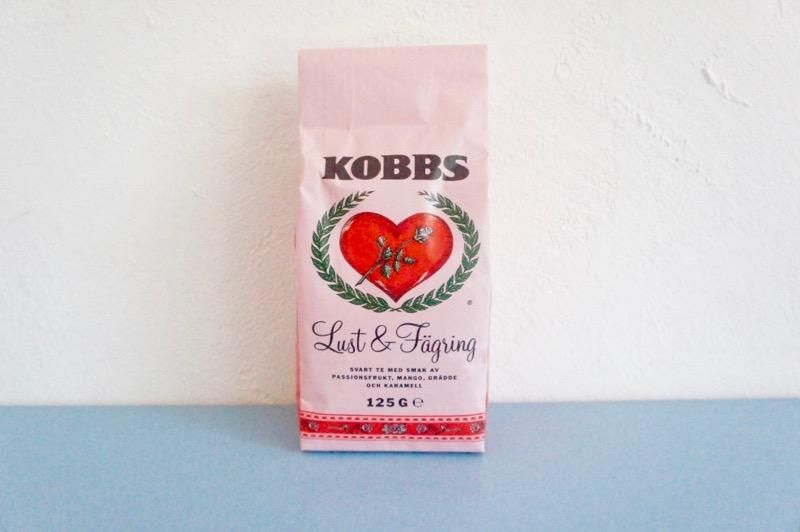 KOBBS
®
Lust & Fägring
SVART TE MED SMAK AV
PASSIONSFRUKT, MANGO, GRÄDDE
OCH KARAMELL
125 G ℮